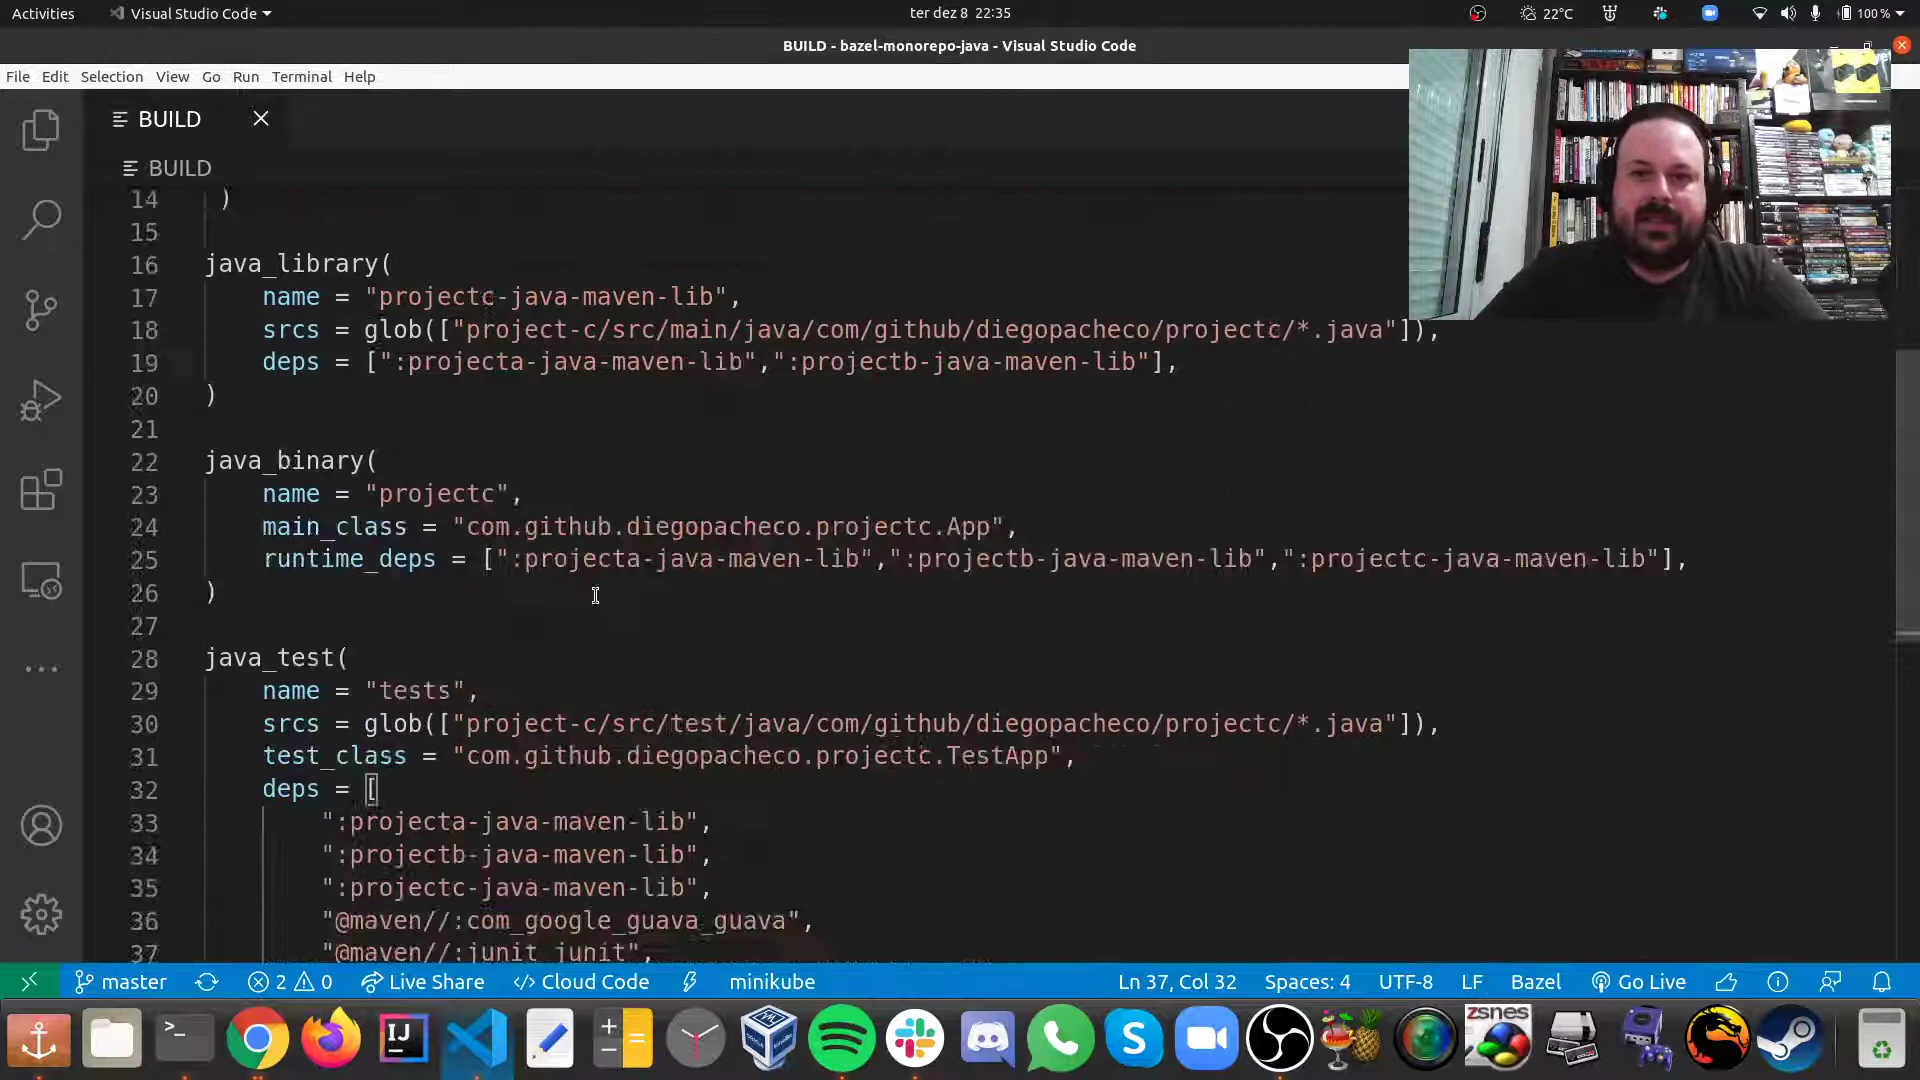 Activities
Visual Studio Code
ter dez 8 22:35
22°C
100 %
BUILD - bazel-monorepo-java - Visual Studio Code
File Edit Selection View Go Run Terminal Help
BUILD
BUILD
14 )
15
16 java_library(
17 name = "projectc-java-maven-lib",
18 srcs = glob(["project-c/src/main/java/com/github/diegopacheco/projectc/*.java"]),
19 deps = [":projecta-java-maven-lib",":projectb-java-maven-lib"],
20 )
21
22 java_binary(
23 name = "projectc",
24 main_class = "com.github.diegopacheco.projectc.App",
25 runtime_deps = [":projecta-java-maven-lib",":projectb-java-maven-lib",":projectc-java-maven-lib"],
26 )
27
28 java_test(
29 name = "tests",
30 srcs = glob(["project-c/src/test/java/com/github/diegopacheco/projectc/*.java"]),
31 test_class = "com.github.diegopacheco.projectc.TestApp",
32 deps = [
33 ":projecta-java-maven-lib",
34 ":projectb-java-maven-lib",
35 ":projectc-java-maven-lib",
36 "@maven//:com_google_guava_guava",
37 "@maven//:junit_junit",
master
2
0
Live Share
Cloud Code
minikube
Ln 37, Col 32
Spaces: 4
UTF-8
LF
Bazel
Go Live
IJ
zsnes